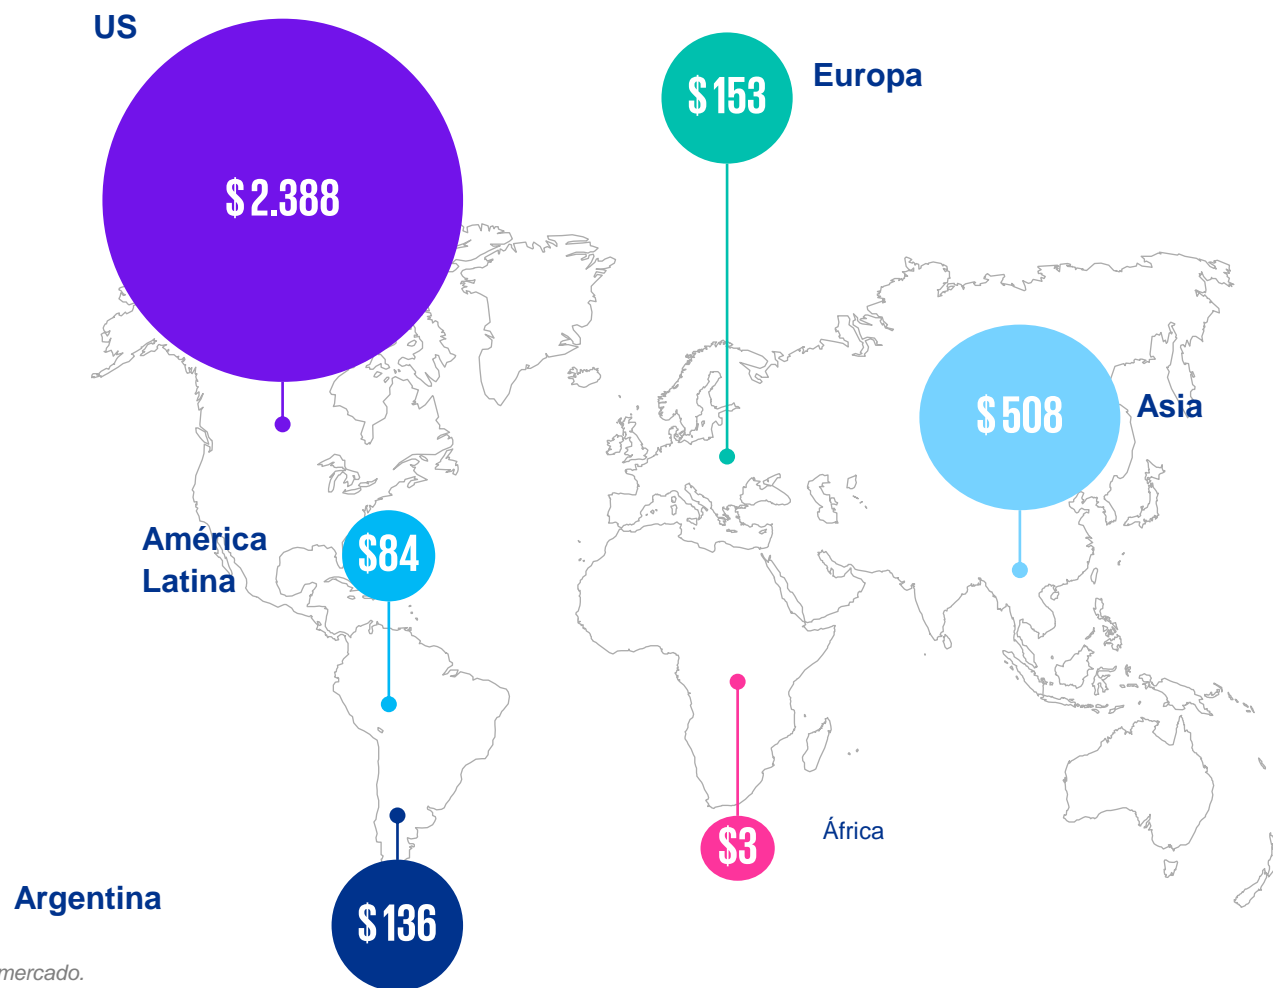 US
$2.388
$153
Europa
$508
Asia
América
Latina
$84
$3
África
Argentina
$136
mercado.